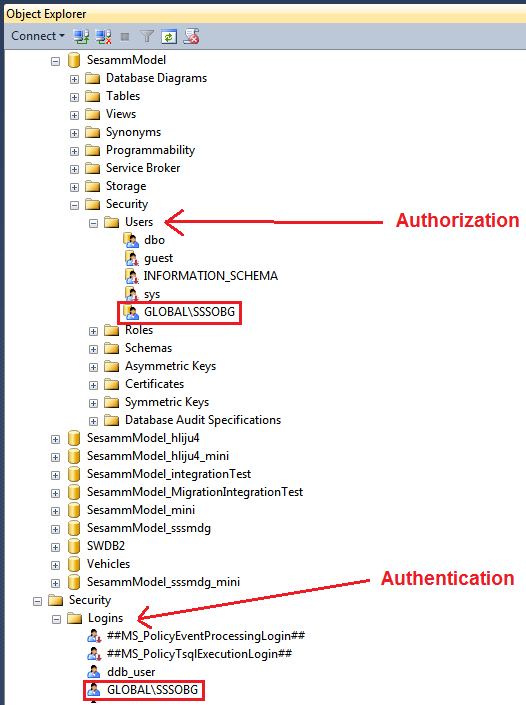 Object Explorer
Connect
SesammModel
Database Diagrams
Tables
Views
Synonyms
Programmability
Service Broker
Storage
Security
Users
Authorization
dbo
guest
INFORMATION_SCHEMA
sys
GLOBAL\SSSOBG
Roles
Schemas
Asymmetric Keys
Certificates
Symmetric Keys
Database Audit Specifications
SesammModel_hliju4
SesammModel_hliju4_mini
SesammModel_integrationTest
SesammModel_MigrationIntegrationTest
SesammModel_mini
SesammModel_sssmdg
SWDB2
Vehicles
SesammModel_sssmdg_mini
Authentication
Security
Logins
##MS_PolicyEventProcessingLogin##
##MS_PolicyTsqlExecutionLogin##
ddb_user
GLOBAL\SSSOBG